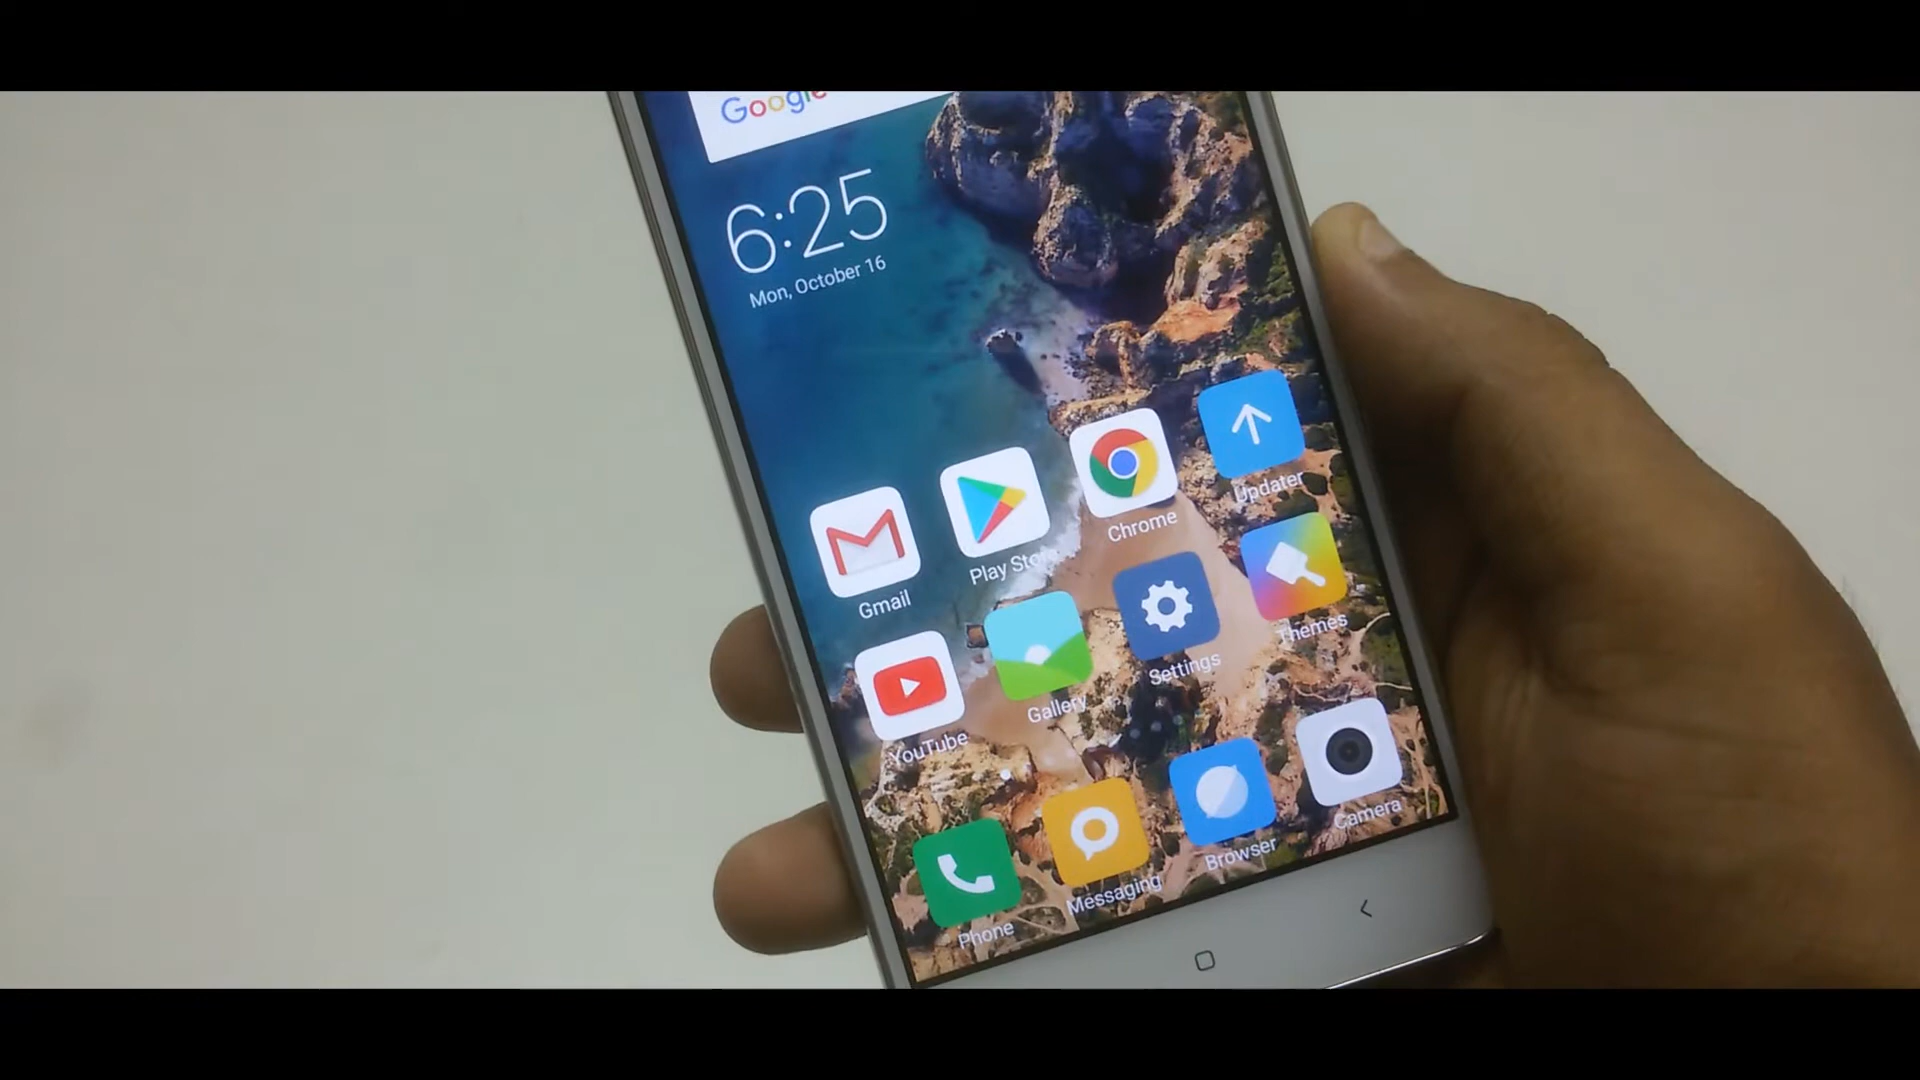 Google
6:25
Mon, October 16
Gmail
Play Store
Chrome
Updater
YouTube
Gallery
Settings
Themes
Phone
Messaging
Browser
Camera